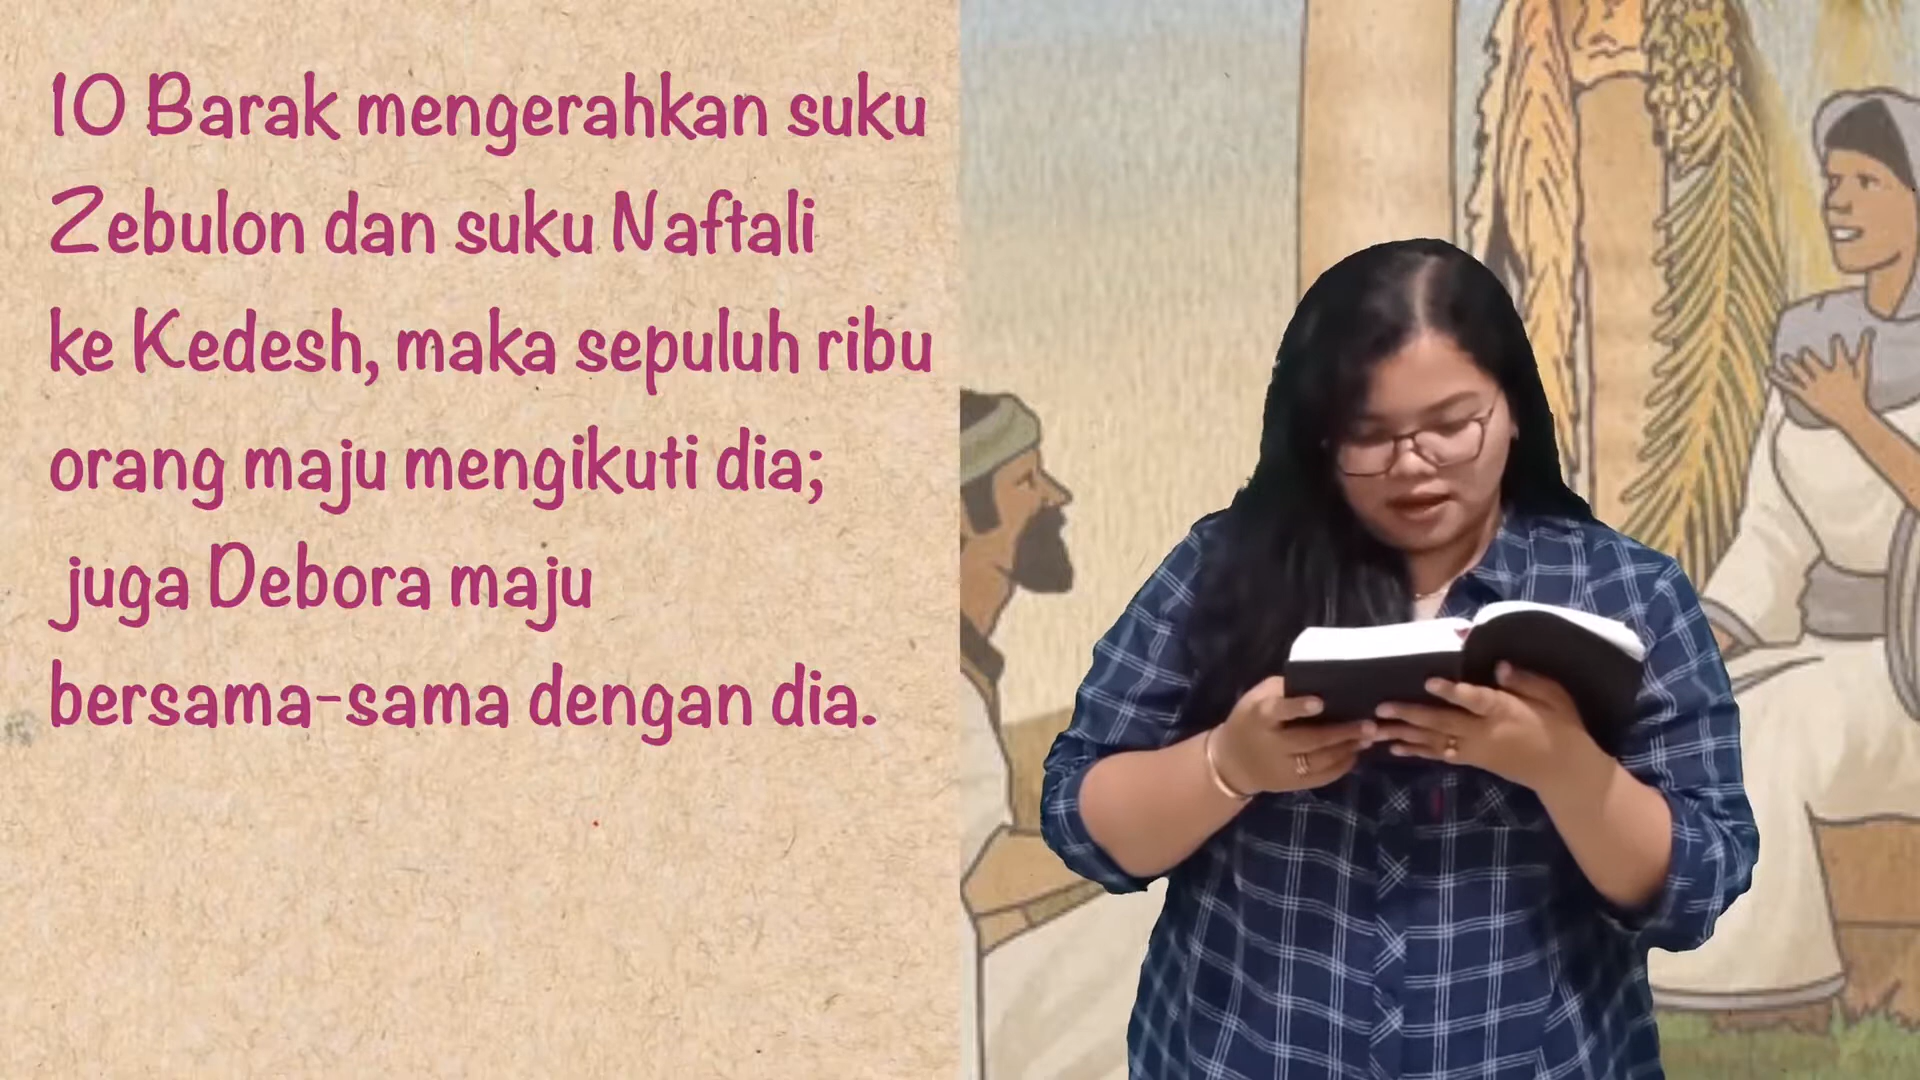 10 Barak mengerahkan suku
Zebulon dan suku Naftali
ke Kedesh, maka sepuluh ribu
orang maju mengikuti dia;
juga Debora maju
bersama-sama dengan dia.